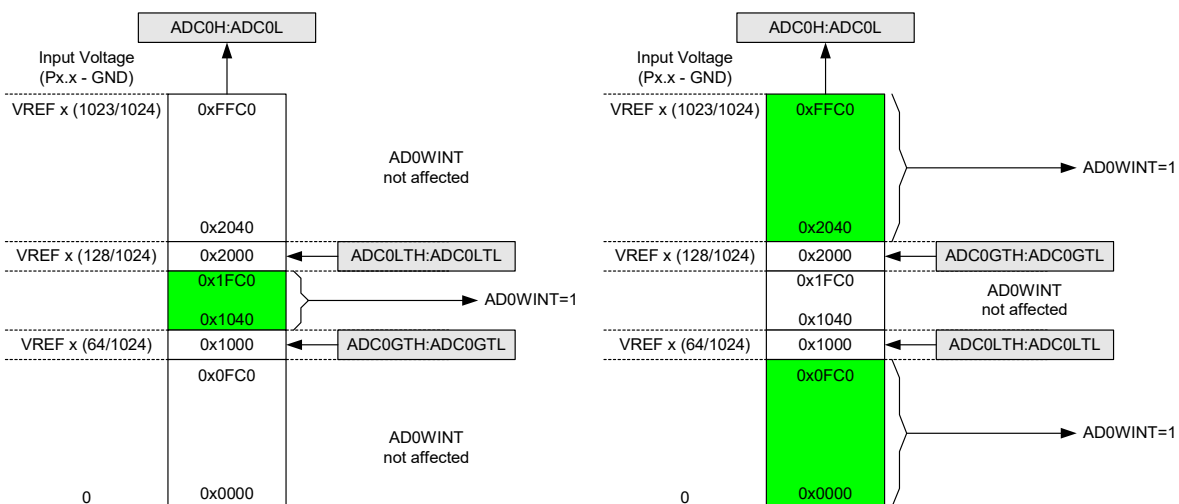 ADC0H:ADC0L
Input Voltage
(Px.x - GND)
VREF x (1023/1024)
0xFFC0
AD0WINT
not affected
0x2040
VREF x (128/1024)
0x2000
ADC0LTH:ADC0LTL
0x1FC0
AD0WINT=1
0x1040
VREF x (64/1024)
0x1000
ADC0GTH:ADC0GTL
0x0FC0
AD0WINT
not affected
0
0x0000
ADC0H:ADC0L
Input Voltage
(Px.x - GND)
VREF x (1023/1024)
0xFFC0
AD0WINT=1
0x2040
VREF x (128/1024)
0x2000
ADC0GTH:ADC0GTL
0x1FC0
AD0WINT
not affected
0x1040
VREF x (64/1024)
0x1000
ADC0LTH:ADC0LTL
0x0FC0
AD0WINT=1
0
0x0000